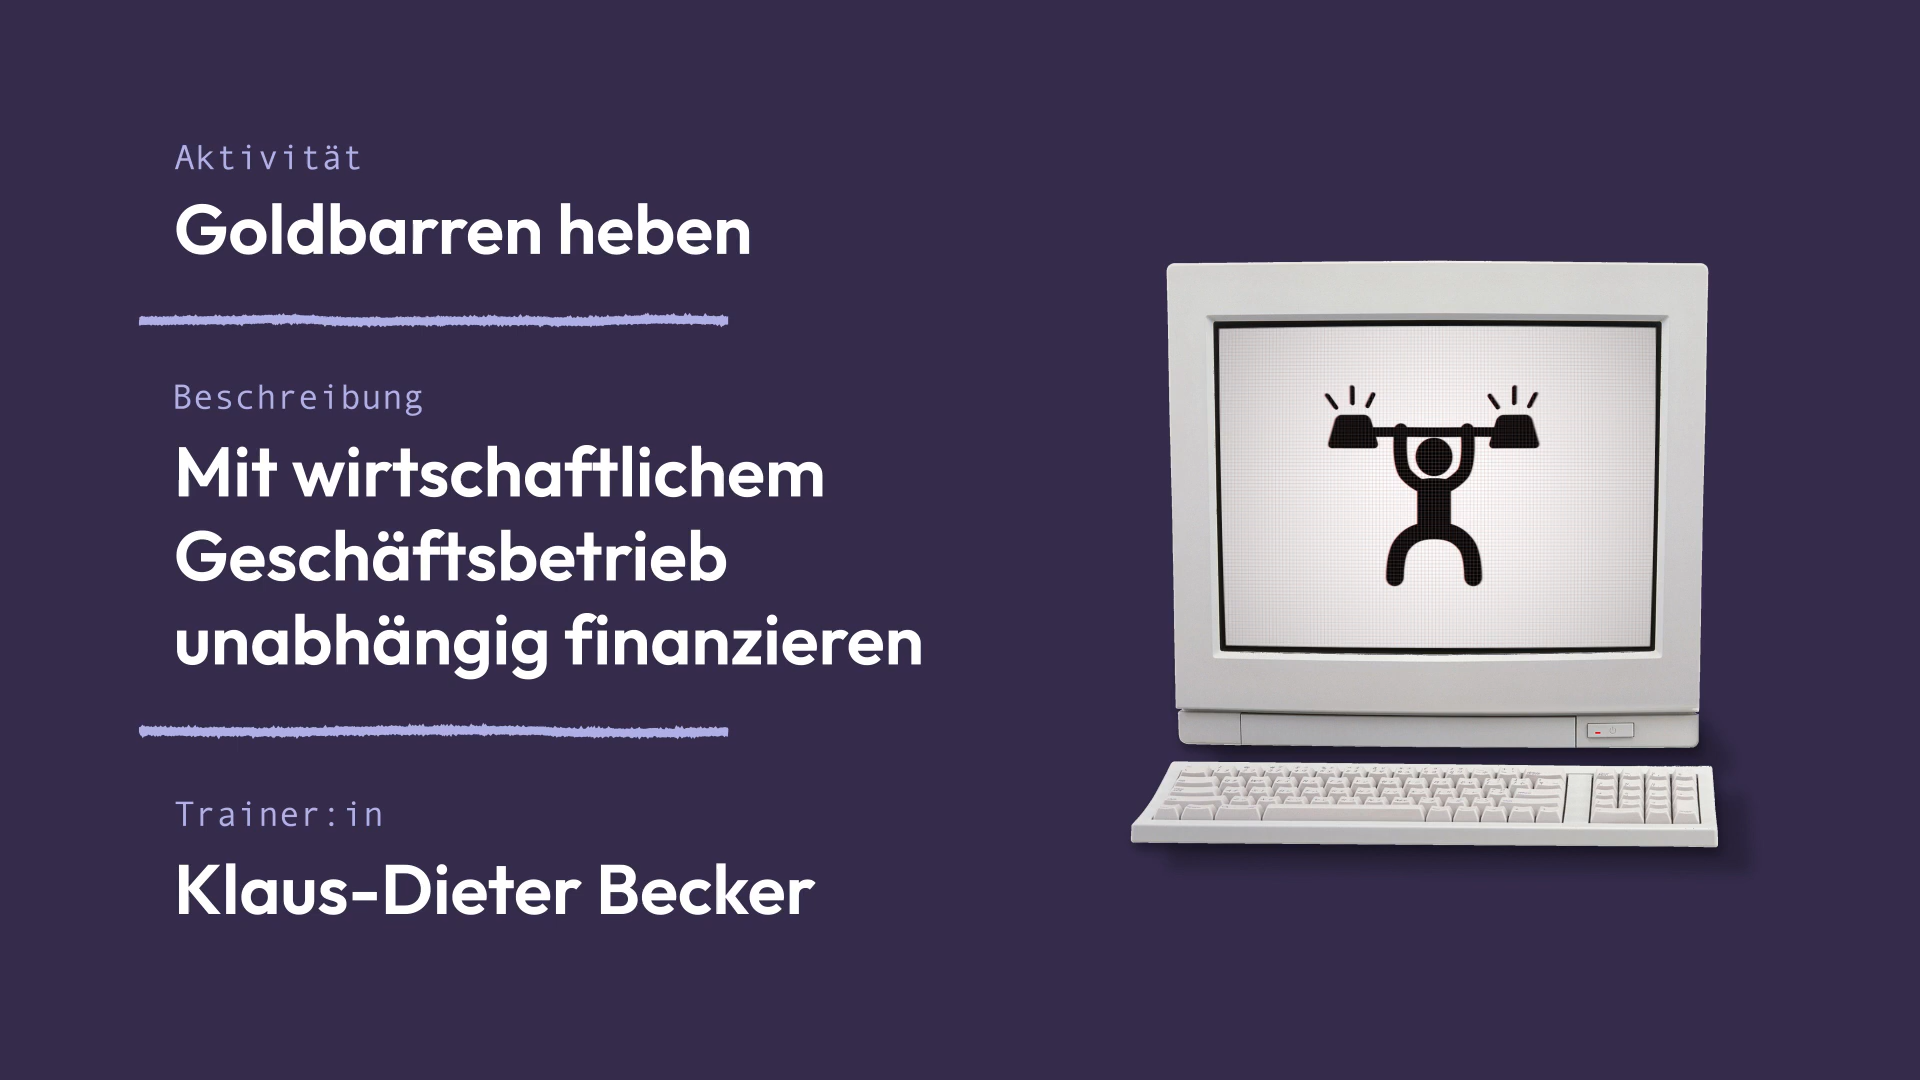 Aktivität
Goldbarren heben
Beschreibung
Mit wirtschaftlichem
Geschäftsbetrieb
unabhängig finanzieren
Trainer:in
Klaus-Dieter Becker